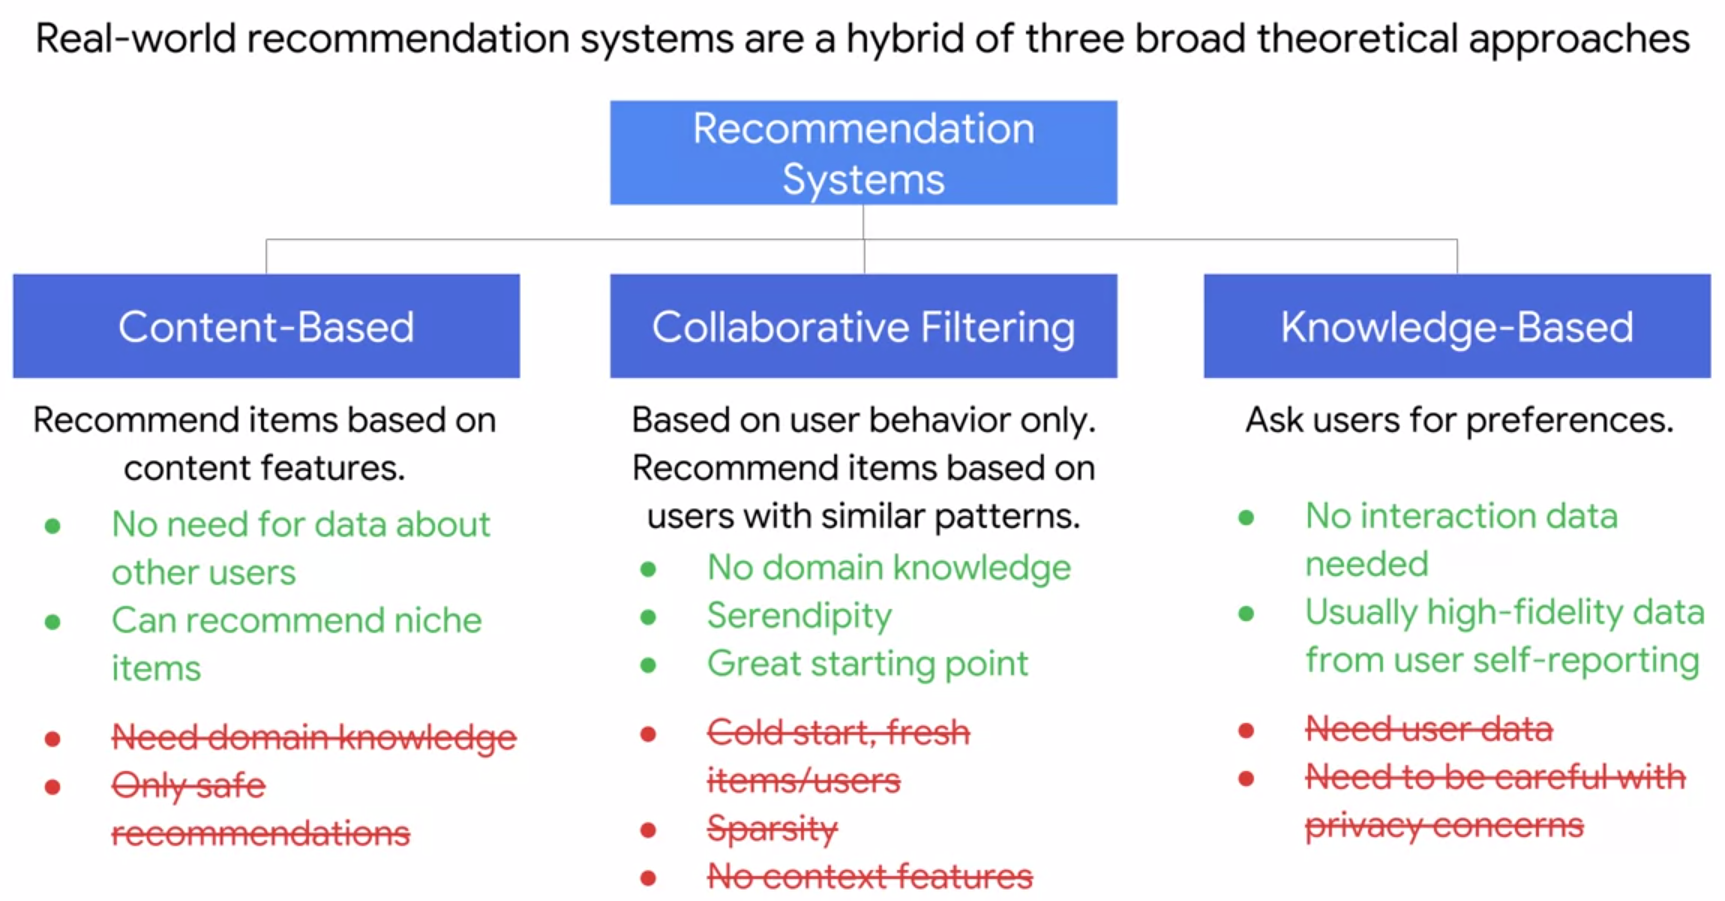 Real-world recommendation systems are a hybrid of three broad theoretical approaches
Recommendation
Systems
Content-Based
Recommend items based on
content features.
No need for data about
other users
Can recommend niche
items
Need domain knowledge
Only safe
recommendations
Collaborative Filtering
Based on user behavior only.
Recommend items based on
users with similar patterns.
No domain knowledge
Serendipity
Great starting point
Cold start, fresh
items/users
Sparsity
No context features
Knowledge-Based
Ask users for preferences.
No interaction data
needed
Usually high-fidelity data
from user self-reporting
Need user data
Need to be careful with
privacy concerns